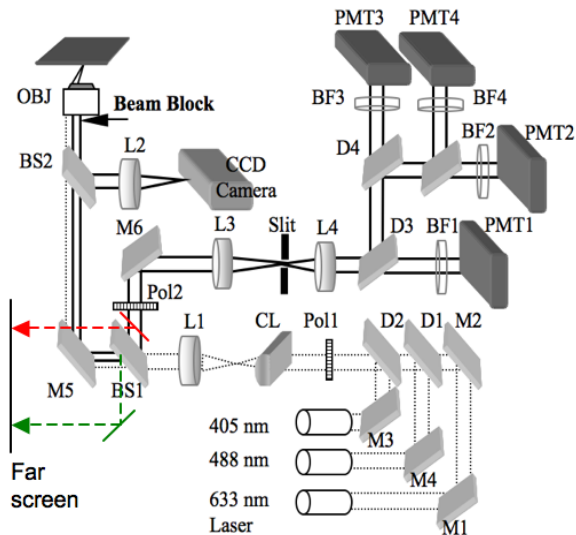 PMT3
PMT4
OBJ
Beam Block
BF3
BF4
BF2
PMT2
L2
BS2
CCD
Camera
D4
M6
L3
Slit
L4
D3
BF1
PMT1
Pol2
L1
CL
Pol1
D2
D1
M2
M5
BS1
405 nm
M3
488 nm
M4
633 nm
Laser
M1
Far
screen